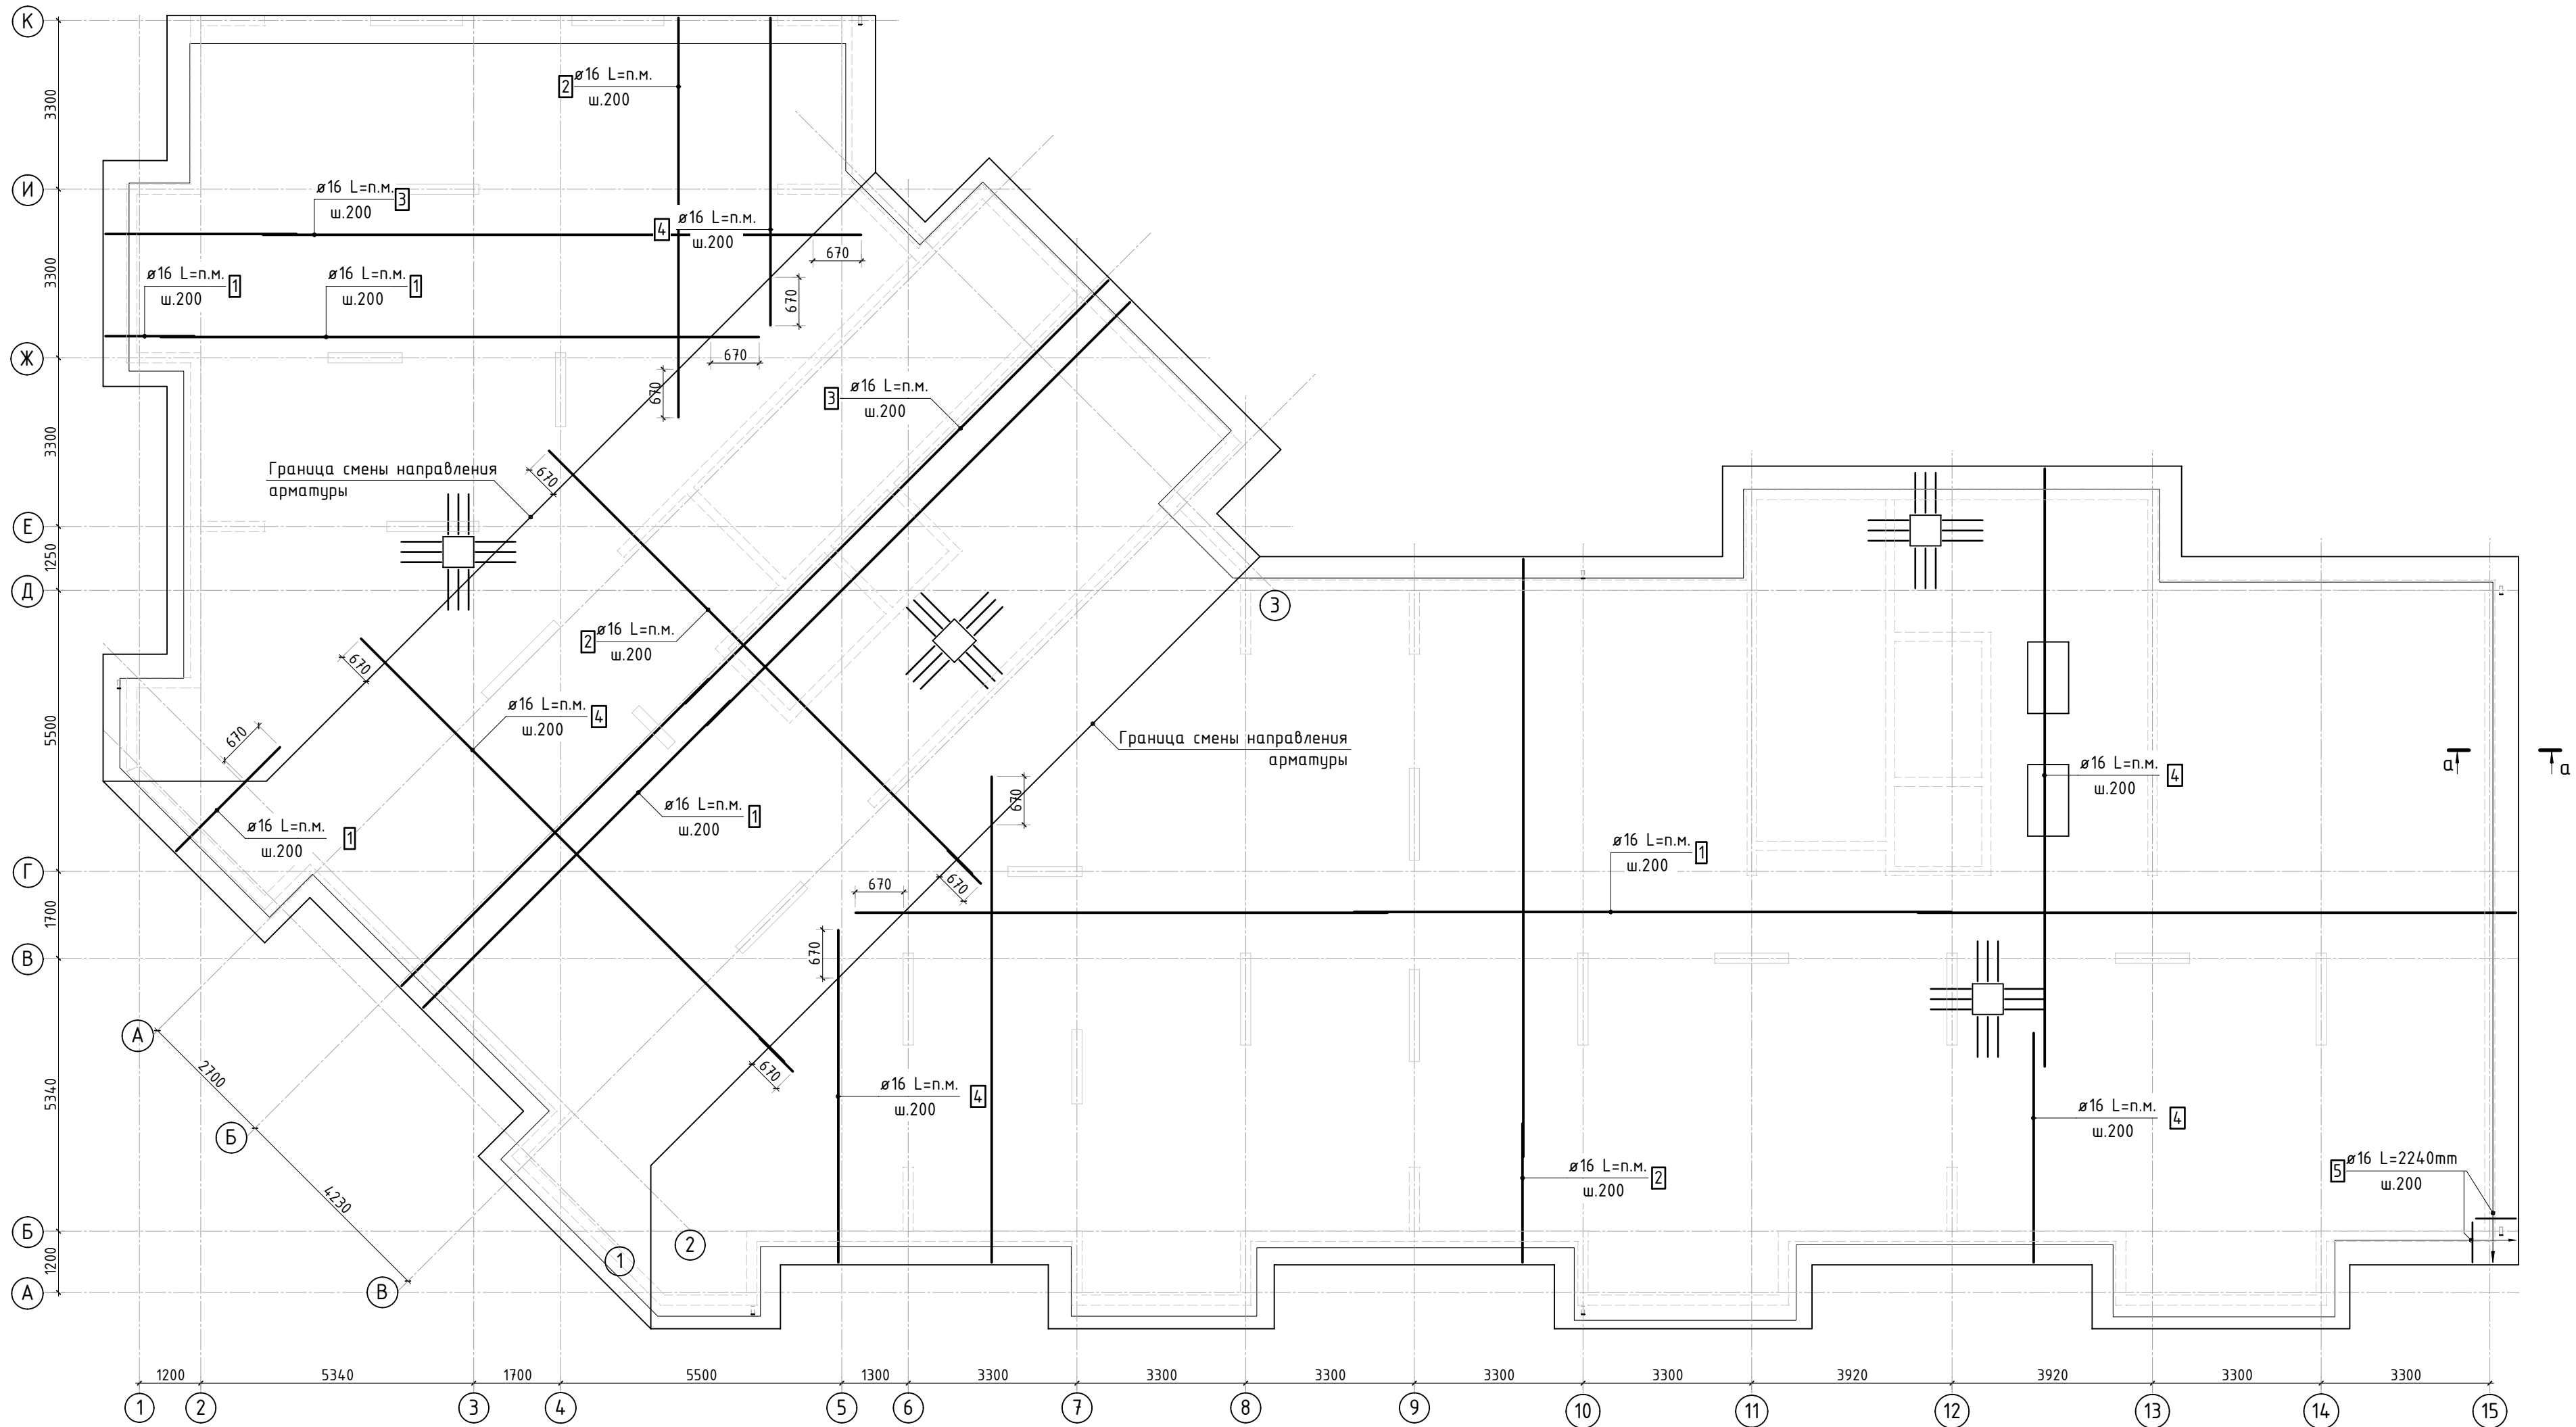 К
3300
2
ø16 L=п.м.
ш.200
И
ø16 L=п.м.
3
ш.200
ø16 L=п.м.
4
ш.200
670
3300
ø16 L=п.м.
1
ш.200
ø16 L=п.м.
1
ш.200
670
Ж
670
670
3
ø16 L=п.м.
ш.200
3300
Граница смены направления
арматуры
670
Е
1250
Д
3
2
ø16 L=п.м.
ш.200
670
ø16 L=п.м.
4
ш.200
5500
670
Граница смены направления
арматуры
а
а
ø16 L=п.м.
4
ш.200
670
ø16 L=п.м.
1
ш.200
ø16 L=п.м.
1
ш.200
ø16 L=п.м.
1
ш.200
Г
670
670
1700
В
670
А
2700
670
ø16 L=п.м.
4
ш.200
ø16 L=п.м.
4
ш.200
5340
Б
4230
ø16 L=п.м.
2
ш.200
5
ø16 L=2240mm
ш.200
Б
2
1
1200
А
В
1200
5340
1700
5500
1300
3300
3300
3300
3300
3300
3920
3920
3300
3300
1
2
3
4
5
6
7
8
9
10
11
12
13
14
15